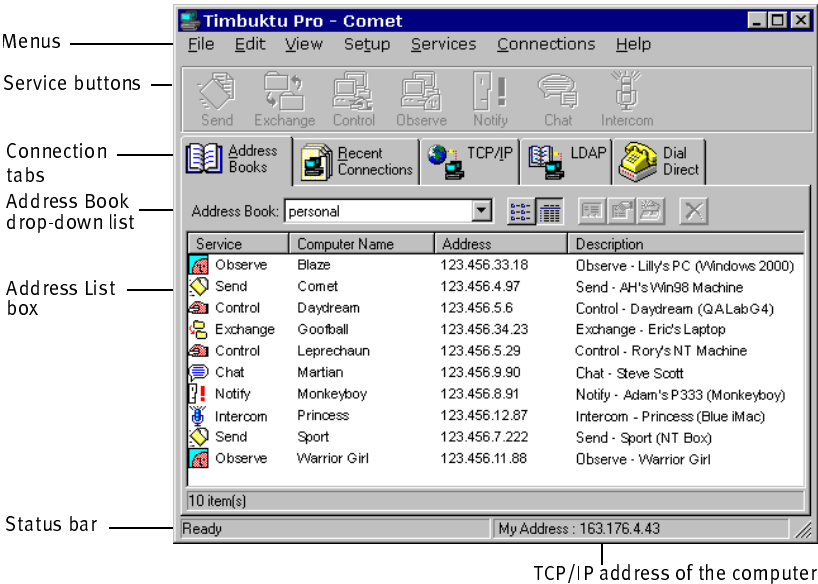 Timbuktu Pro - Comet
Menus
File Edit View Setup Services Connections Help
Service buttons
Send Exchange Control Observe Notify Chat Intercom
Connection tabs
Address Books
Recent Connections
TCP/IP
LDAP
Dial Direct
Address Book drop-down list
Address Book: personal
Service Computer Name Address Description
Observe Blaze 123.456.33.18 Observe - Lilly's PC (Windows 2000)
Address List box
Send Comet 123.456.4.97 Send - AH's Win98 Machine
Control Daydream 123.456.5.6 Control - Daydream (QALabG4)
Exchange Goofball 123.456.34.23 Exchange - Eric's Laptop
Control Leprechaun 123.456.5.29 Control - Rory's NT Machine
Chat Martian 123.456.9.90 Chat - Steve Scott
Notify Monkeyboy 123.456.8.91 Notify - Adam's P333 (Monkeyboy)
Intercom Princess 123.456.12.87 Intercom - Princess (Blue iMac)
Send Sport 123.456.7.222 Send - Sport (NT Box)
Observe Warrior Girl 123.456.11.88 Observe - Warrior Girl
10 item(s)
Status bar
Ready My Address : 163.176.4.43
TCP/IP address of the computer